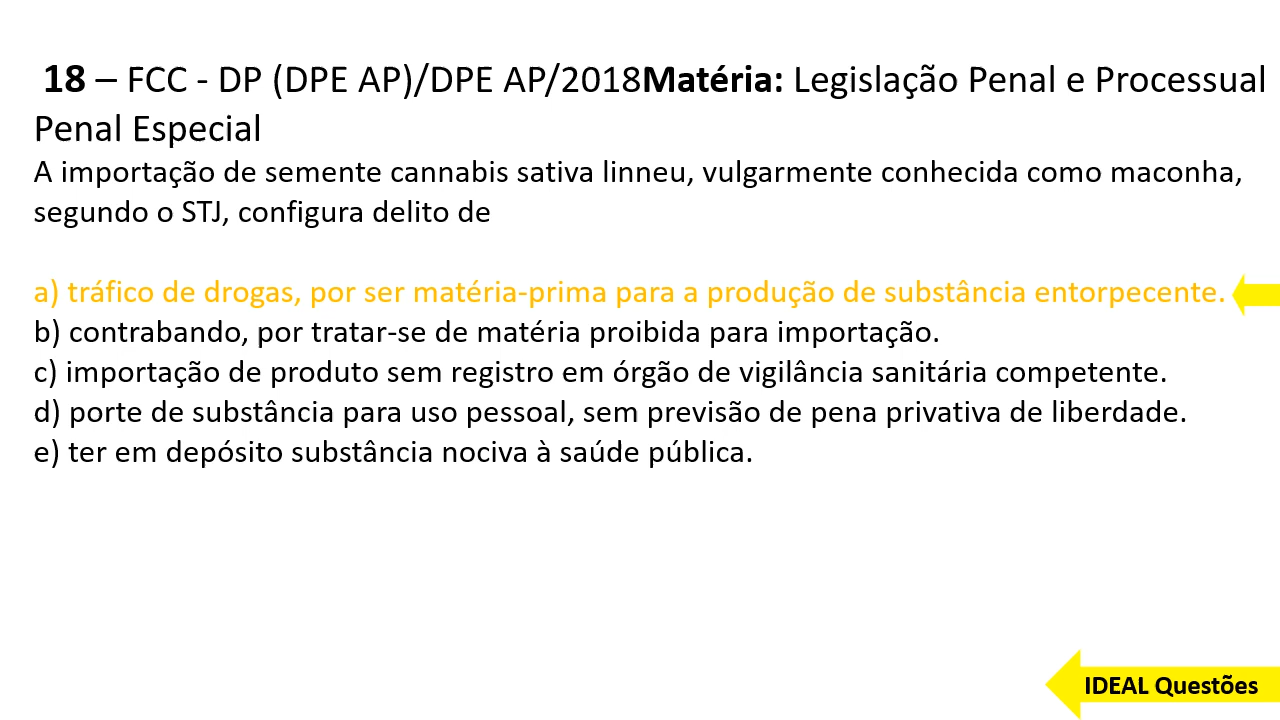 18 – FCC - DP (DPE AP)/DPE AP/2018Matéria: Legislação Penal e Processual
Penal Especial
A importação de semente cannabis sativa linneu, vulgarmente conhecida como maconha,
segundo o STJ, configura delito de
a) tráfico de drogas, por ser matéria-prima para a produção de substância entorpecente.
b) contrabando, por tratar-se de matéria proibida para importação.
c) importação de produto sem registro em órgão de vigilância sanitária competente.
d) porte de substância para uso pessoal, sem previsão de pena privativa de liberdade.
e) ter em depósito substância nociva à saúde pública.
IDEAL Questões